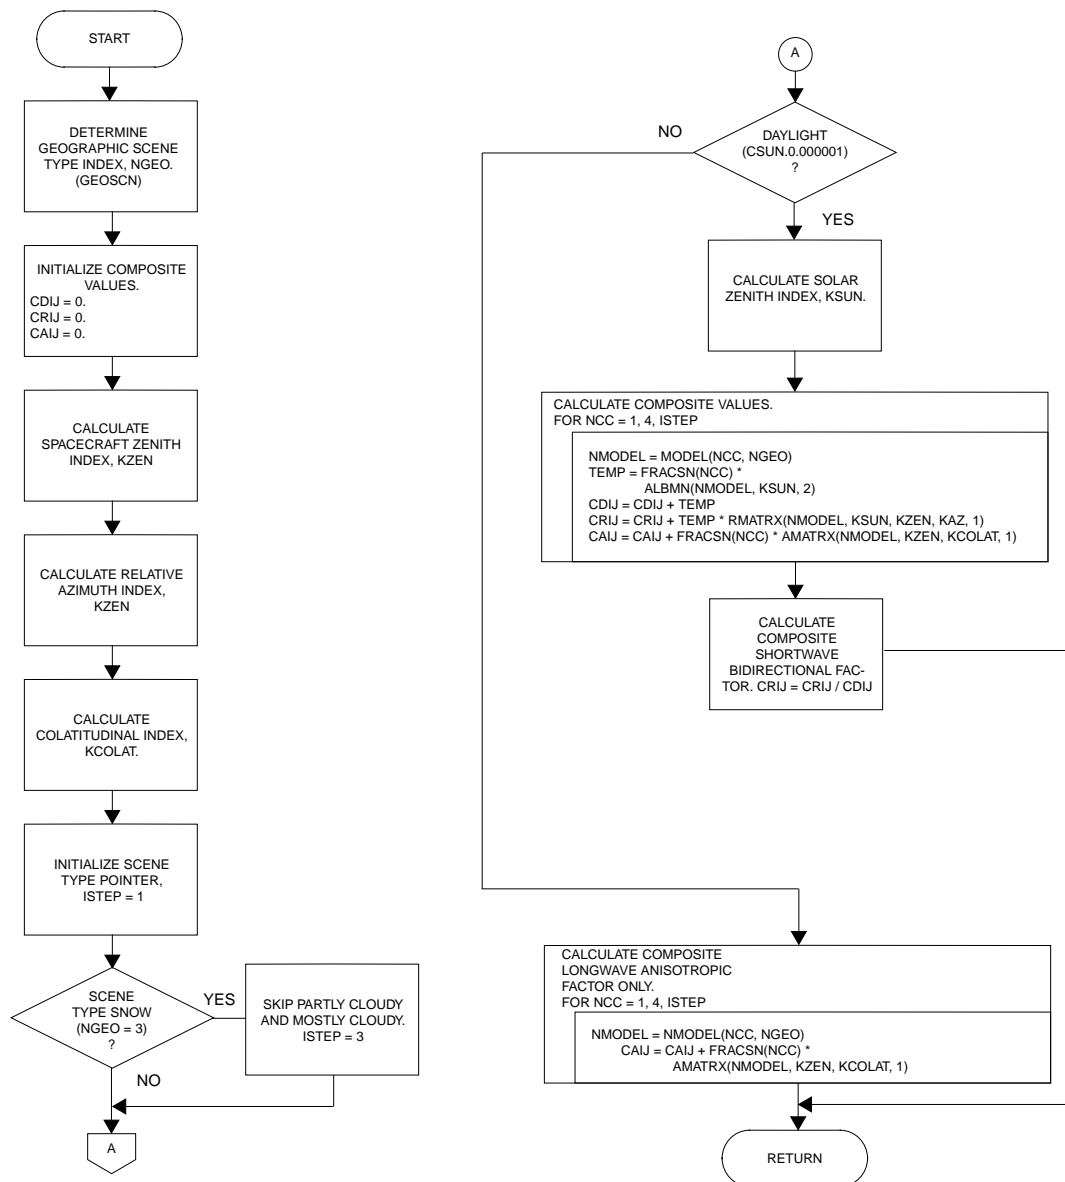 START
DETERMINE
GEOGRAPHIC SCENE
TYPE INDEX, NGEO.
(GEOSCN)
INITIALIZE COMPOSITE
VALUES.
CDIJ = 0.
CRIJ = 0.
CAIJ = 0.
CALCULATE
SPACECRAFT ZENITH
INDEX, KZEN
CALCULATE RELATIVE
AZIMUTH INDEX,
KZEN
CALCULATE
COLATITUDINAL INDEX,
KCOLAT.
INITIALIZE SCENE
TYPE POINTER,
ISTEP = 1
SCENE
TYPE SNOW
(NGEO = 3)
?
YES
SKIP PARTLY CLOUDY
AND MOSTLY CLOUDY.
ISTEP = 3
NO
A
A
DAYLIGHT
(CSUN.0.000001)
?
NO
YES
CALCULATE SOLAR
ZENITH INDEX, KSUN.
CALCULATE COMPOSITE VALUES.
FOR NCC = 1, 4, ISTEP
NMODEL = MODEL(NCC, NGEO)
TEMP = FRACSN(NCC) *
ALBMN(NMODEL, KSUN, 2)
CDIJ = CDIJ + TEMP
CRIJ = CRIJ + TEMP * RMATRX(NMODEL, KSUN, KZEN, KAZ, 1)
CAIJ = CAIJ + FRACSN(NCC) * AMATRX(NMODEL, KZEN, KCOLAT, 1)
CALCULATE
COMPOSITE
SHORTWAVE
BIDIRECTIONAL FAC-
TOR. CRIJ = CRIJ / CDIJ
CALCULATE COMPOSITE
LONGWAVE ANISOTROPIC
FACTOR ONLY.
FOR NCC = 1, 4, ISTEP
NMODEL = NMODEL(NCC, NGEO)
CAIJ = CAIJ + FRACSN(NCC) *
AMATRX(NMODEL, KZEN, KCOLAT, 1)
RETURN